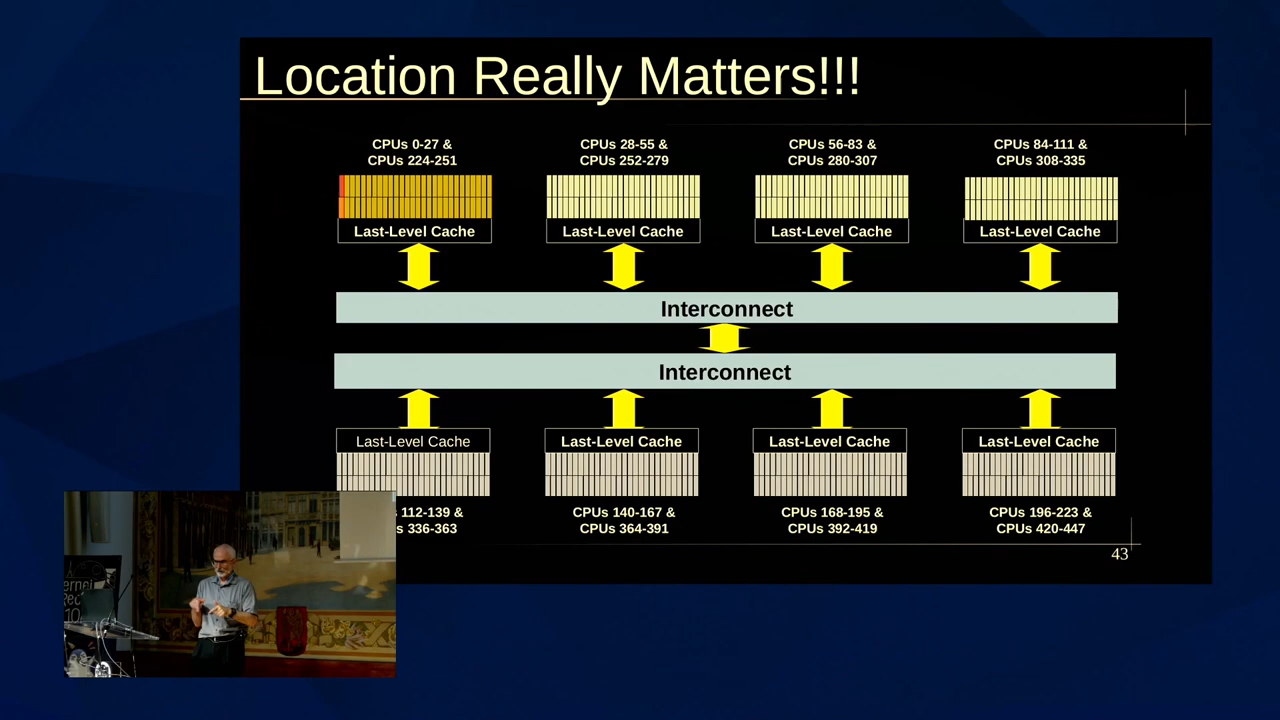 Location Really Matters!!!
CPUs 0-27 &
CPUs 224-251
CPUs 28-55 &
CPUs 252-279
CPUs 56-83 &
CPUs 280-307
CPUs 84-111 &
CPUs 308-335
Last-Level Cache
Last-Level Cache
Last-Level Cache
Last-Level Cache
Interconnect
Interconnect
Last-Level Cache
Last-Level Cache
Last-Level Cache
Last-Level Cache
112-139 &
336-363
CPUs 140-167 &
CPUs 364-391
CPUs 168-195 &
CPUs 392-419
CPUs 196-223 &
CPUs 420-447
43
ernel
Rec
10